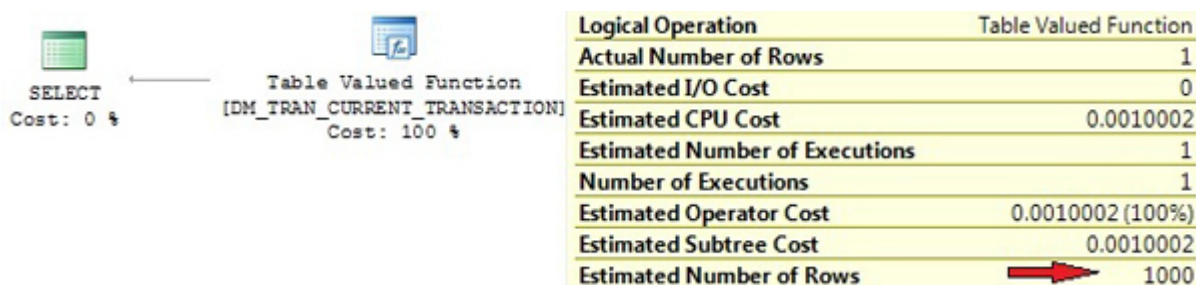 SELECT
Cost: 0 %
Table Valued Function
[DM_TRAN_CURRENT_TRANSACTION]
Cost: 100 %
Logical Operation Table Valued Function
Actual Number of Rows 1
Estimated I/O Cost 0
Estimated CPU Cost 0.0010002
Estimated Number of Executions 1
Number of Executions 1
Estimated Operator Cost 0.0010002 (100%)
Estimated Subtree Cost 0.0010002
Estimated Number of Rows 1000